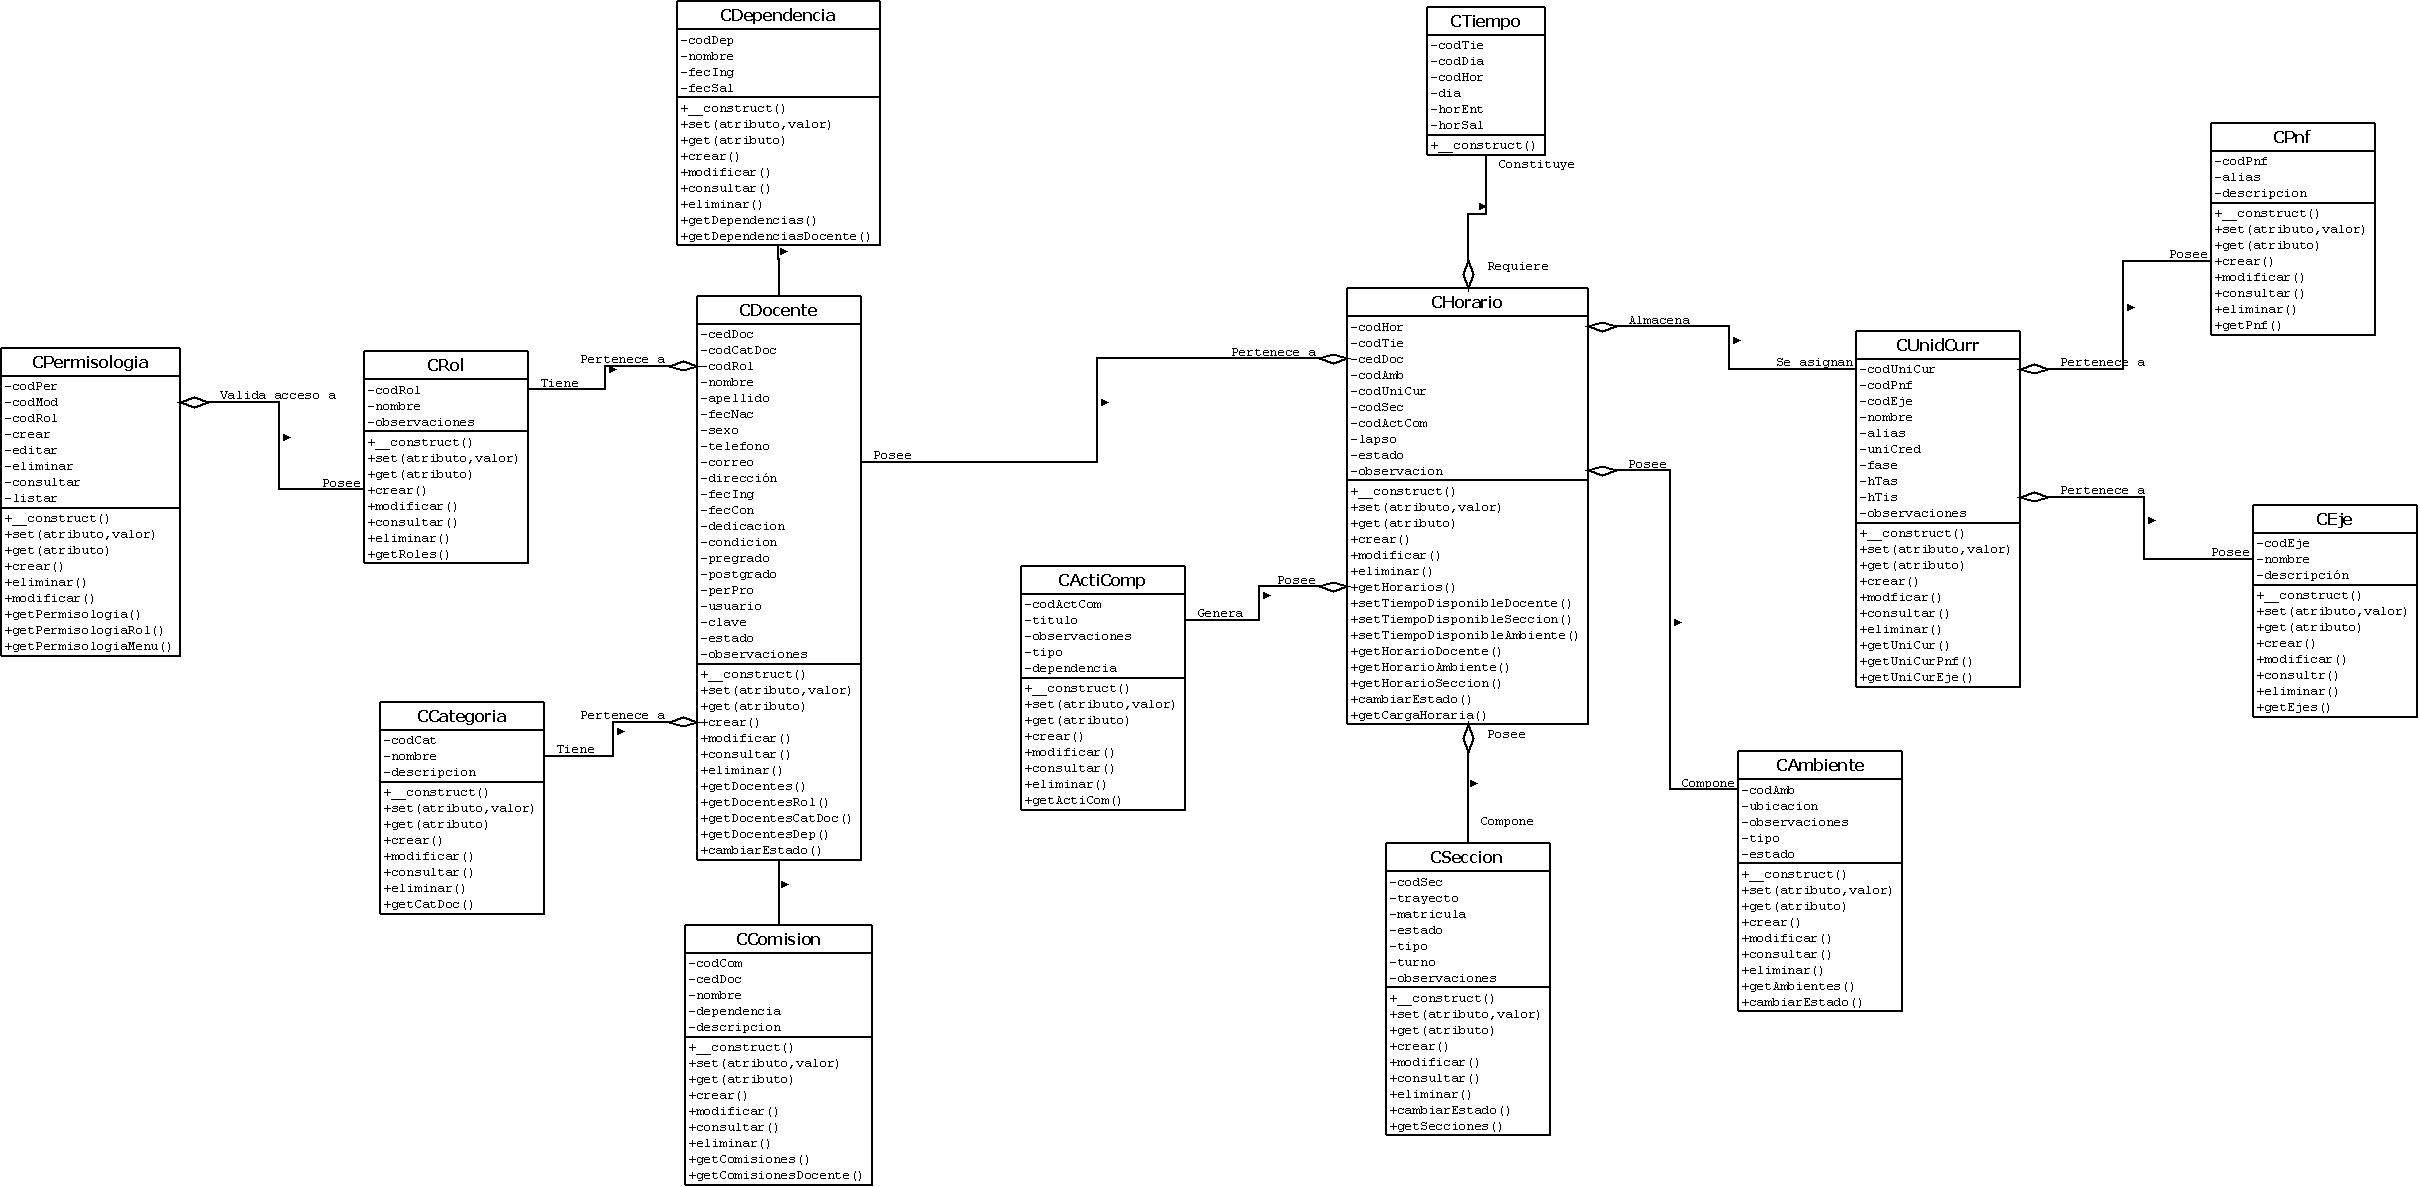 CDependencia
-codDep
-nombre
-fecIng
-fecSal
+__construct()
+set(atributo,valor)
+get(atributo)
+crear()
+modificar()
+consultar()
+eliminar()
+getDependencias()
+getDependenciasDocente()
CTiempo
-codTie
-codDia
-codHor
-dia
-horEnt
-horSal
+__construct()
Constituye
Requiere
CPnf
-codPnf
-alias
-descripcion
+__construct()
+set(atributo,valor)
+get(atributo)
+crear()
+modificar()
+consultar()
+eliminar()
+getPnf()
Posee
Pertenece a
CPermisologia
-codPer
-codMod
-codRol
-crear
-editar
-eliminar
-consultar
-listar
+__construct()
+set(atributo,valor)
+get(atributo)
+crear()
+eliminar()
+modificar()
+getPermisologia()
+getPermisologiaRol()
+getPermisologiaMenu()
Valida acceso a
Posee
CRol
-codRol
-nombre
-observaciones
+__construct()
+set(atributo,valor)
+get(atributo)
+crear()
+modificar()
+consultar()
+eliminar()
+getRoles()
Tiene
Pertenece a
CDocente
-cedDoc
-codCatDoc
-codRol
-nombre
-apellido
-fecNac
-sexo
-telefono
-correo
-dirección
-fecIng
-fecCon
-dedicacion
-condicion
-pregrado
-postgrado
-perPro
-usuario
-clave
-estado
-observaciones
+__construct()
+set(atributo,valor)
+get(atributo)
+crear()
+modificar()
+consultar()
+eliminar()
+getDocentes()
+getDocentesRol()
+getDocentesCatDoc()
+getDocentesDep()
+cambiarEstado()
Posee
Pertenece a
CHorario
-codHor
-codTie
-cedDoc
-codAmb
-codUniCur
-codSec
-codActCom
-lapso
-estado
-observacion
+__construct()
+set(atributo,valor)
+get(atributo)
+crear()
+modificar()
+eliminar()
+getHorarios()
+setTiempoDisponibleDocente()
+setTiempoDisponibleSeccion()
+setTiempoDisponibleAmbiente()
+getHorarioDocente()
+getHorarioAmbiente()
+getHorarioSeccion()
+cambiarEstado()
+getCargaHoraria()
Almacena
Se asignan
CUnidCurr
-codUniCur
-codPnf
-codEje
-nombre
-alias
-uniCred
-fase
-hTas
-hTis
-observaciones
+__construct()
+set(atributo,valor)
+get(atributo)
+crear()
+modficar()
+consultar()
+eliminar()
+getUniCur()
+getUniCurPnf()
+getUniCurEje()
Pertenece a
Posee
CEje
-codEje
-nombre
-descripción
+__construct()
+set(atributo,valor)
+get(atributo)
+crear()
+modificar()
+consultr()
+eliminar()
+getEjes()
CActiComp
-codActCom
-titulo
-observaciones
-tipo
-dependencia
+__construct()
+set(atributo,valor)
+get(atributo)
+crear()
+modificar()
+consultar()
+eliminar()
+getActiCom()
Genera
Posee
CCategoria
-codCat
-nombre
-descripcion
+__construct()
+set(atributo,valor)
+get(atributo)
+crear()
+modificar()
+consultar()
+eliminar()
+getCatDoc()
Tiene
Pertenece a
Posee
Compone
CAmbiente
-codAmb
-ubicacion
-observaciones
-tipo
-estado
+__construct()
+set(atributo,valor)
+get(atributo)
+crear()
+modificar()
+consultar()
+eliminar()
+getAmbientes()
+cambiarEstado()
Posee
Compone
CSeccion
-codSec
-trayecto
-matricula
-estado
-tipo
-turno
-observaciones
+__construct()
+set(atributo,valor)
+get(atributo)
+crear()
+modificar()
+consultar()
+eliminar()
+cambiarEstado()
+getSecciones()
CComision
-codCom
-cedDoc
-nombre
-dependencia
-descripcion
+__construct()
+set(atributo,valor)
+get(atributo)
+crear()
+modificar()
+consultar()
+eliminar()
+getComisiones()
+getComisionesDocente()